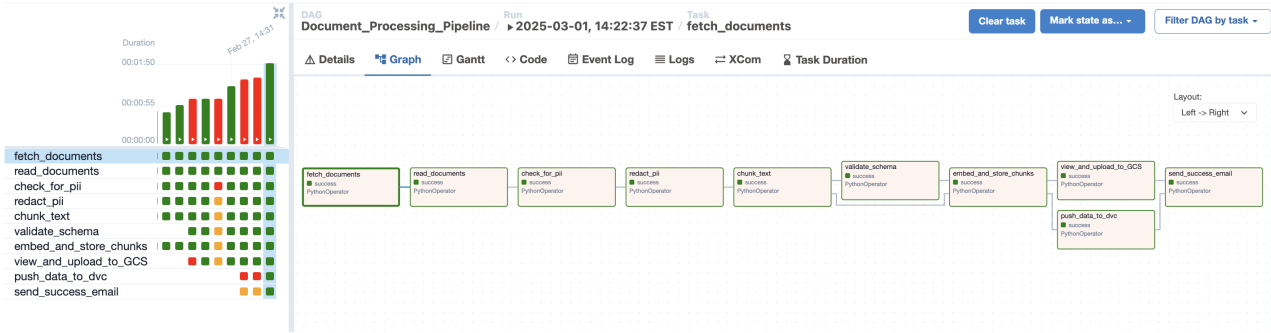 DAG
Document_Processing_Pipeline / 
Run
2025-03-01, 14:22:37 EST /
Task
fetch_documents
Clear task
Mark state as...
Filter DAG by task
Duration
Feb 27, 14:31
00:01:50
00:00:55
00:00:00
fetch_documents
read_documents
check_for_pii
redact_pii
chunk_text
validate_schema
embed_and_store_chunks
view_and_upload_to_GCS
push_data_to_dvc
send_success_email
Details
Graph
Gantt
Code
Event Log
Logs
XCom
Task Duration
Layout:
Left -> Right
fetch_documents
success
PythonOperator
read_documents
success
PythonOperator
check_for_pii
success
PythonOperator
redact_pii
success
PythonOperator
chunk_text
success
PythonOperator
validate_schema
success
PythonOperator
embed_and_store_chunks
success
PythonOperator
view_and_upload_to_GCS
success
PythonOperator
push_data_to_dvc
success
PythonOperator
send_success_email
success
PythonOperator